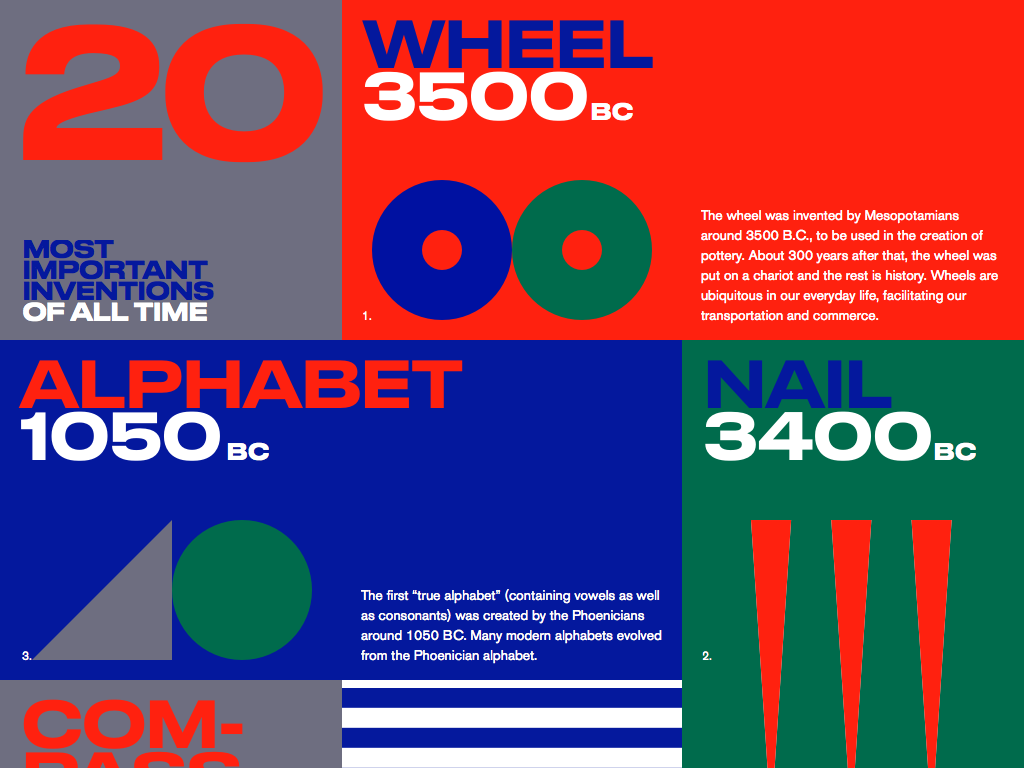 20
MOST
IMPORTANT
INVENTIONS
OF ALL TIME
WHEEL
3500 BC
1.
The wheel was invented by Mesopotamians
around 3500 B.C., to be used in the creation of
pottery. About 300 years after that, the wheel was
put on a chariot and the rest is history. Wheels are
ubiquitous in our everyday life, facilitating our
transportation and commerce.
ALPHABET
1050 BC
3.
The first “true alphabet” (containing vowels as well
as consonants) was created by the Phoenicians
around 1050 BC. Many modern alphabets evolved
from the Phoenician alphabet.
NAIL
3400 BC
2.
COM-
PASS